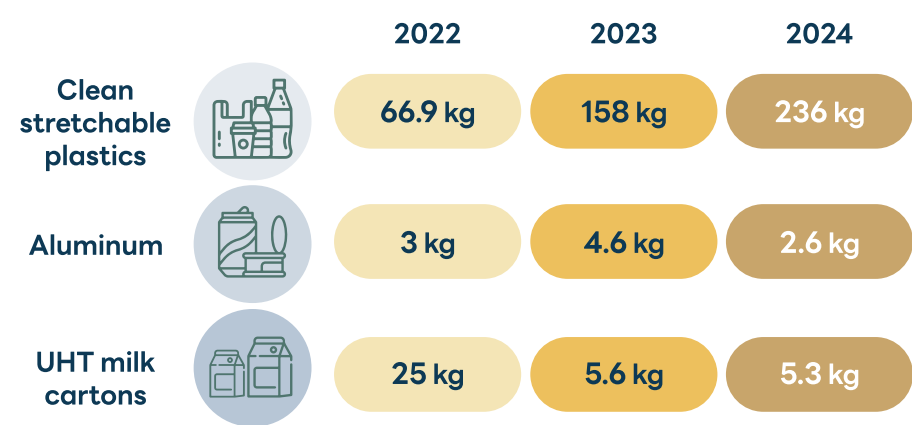 2022 2023 2024
Clean
stretchable
plastics
66.9 kg 158 kg 236 kg
Aluminum
3 kg 4.6 kg 2.6 kg
UHT milk
cartons
25 kg 5.6 kg 5.3 kg